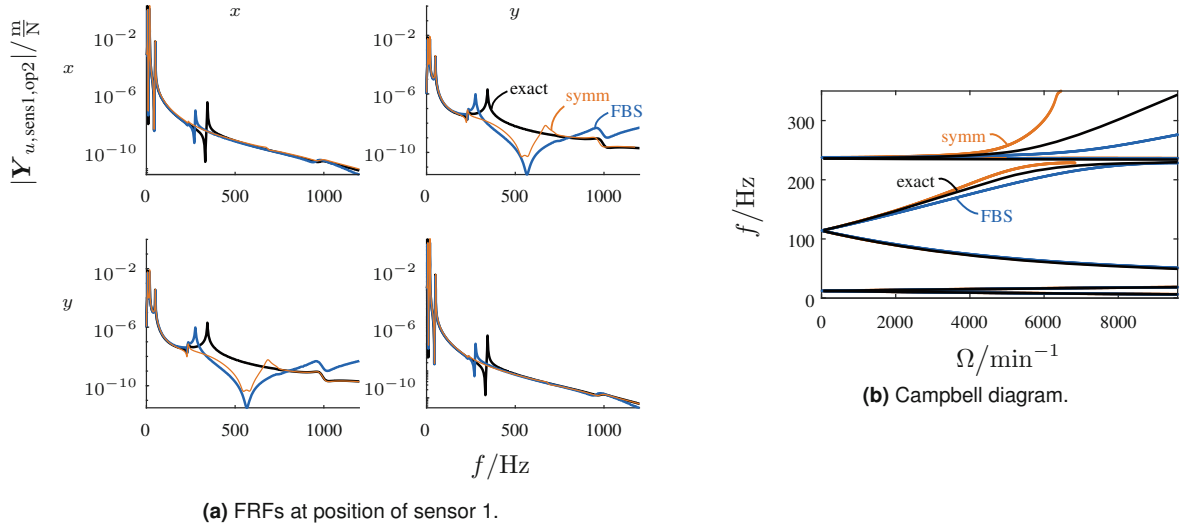 x y
|Y u,sens1,op2|/ m/N
x
10⁻²
10⁻⁶
10⁻¹⁰
0 500 1000
10⁻²
10⁻⁶
10⁻¹⁰
exact
symm
FBS
0 500 1000
y
10⁻²
10⁻⁶
10⁻¹⁰
0 500 1000
10⁻²
10⁻⁶
10⁻¹⁰
0 500 1000
f/Hz
(a) FRFs at position of sensor 1.
f/Hz
300
200
100
0
symm
exact
FBS
0 2000 4000 6000 8000
Ω/min⁻¹
(b) Campbell diagram.